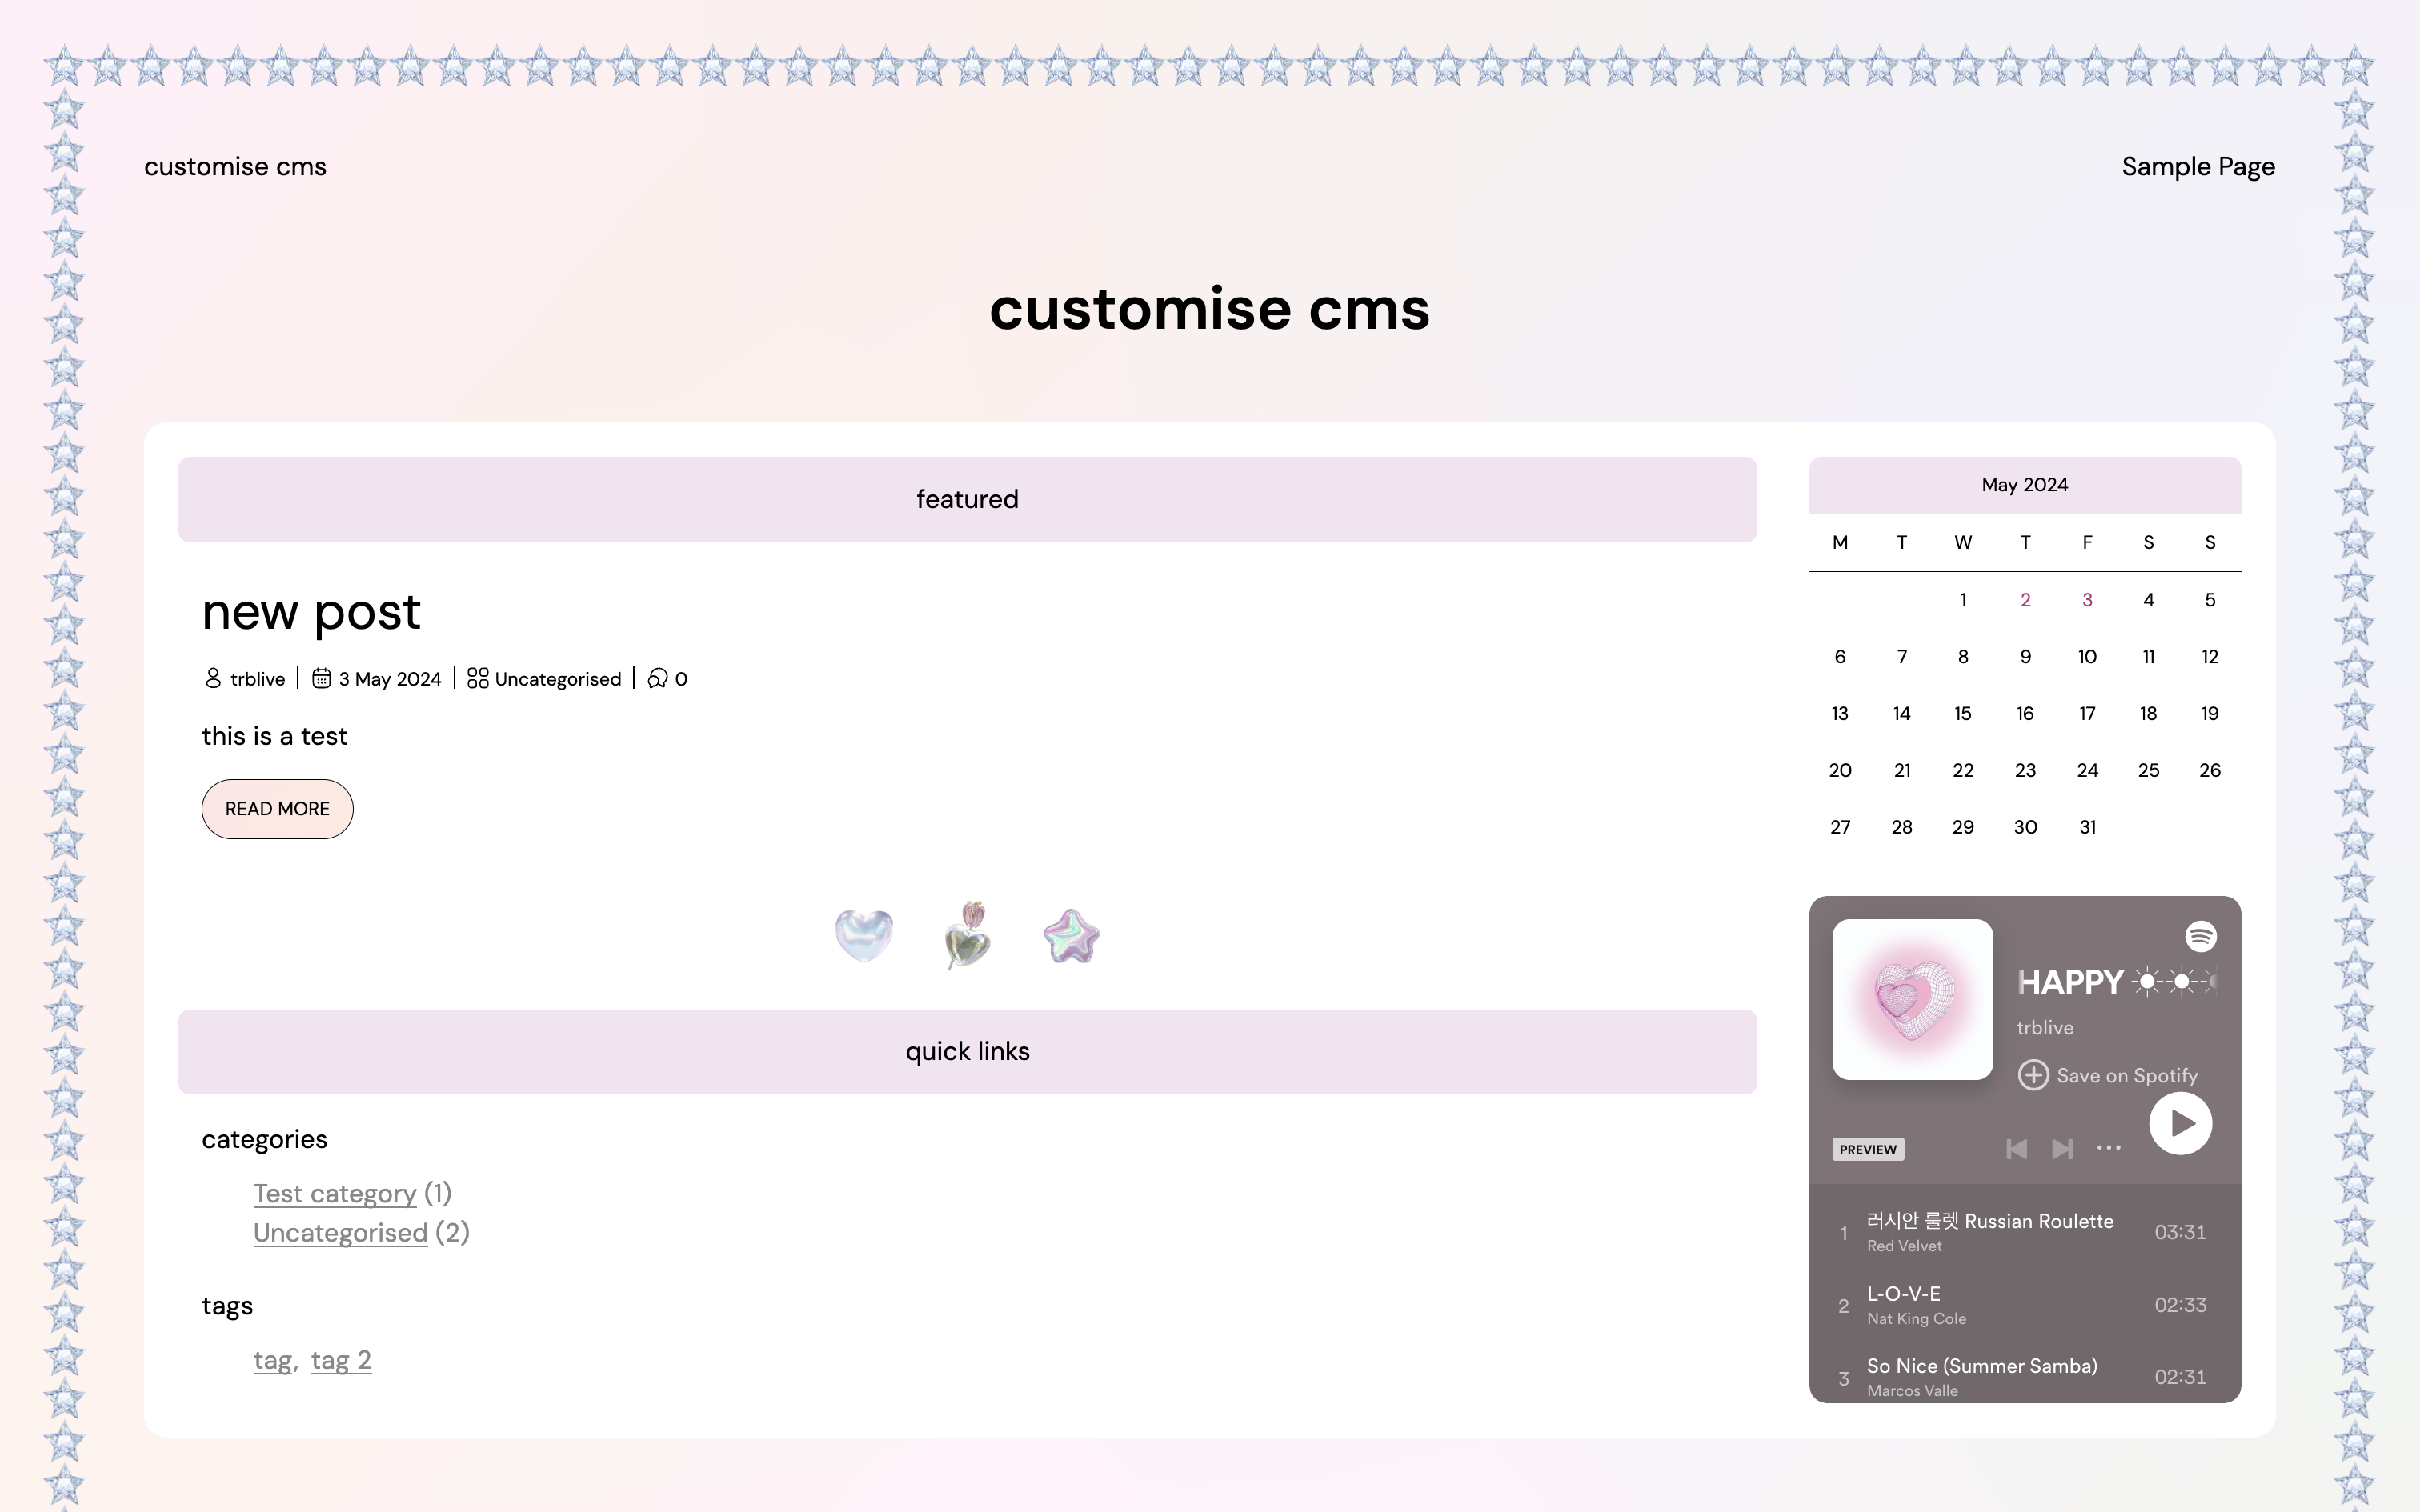 customise cms
Sample Page
customise cms
featured
new post
trblive | 3 May 2024 | Uncategorised | 0
this is a test
READ MORE
quick links
categories
Test category (1)
Uncategorised (2)
tags
tag, tag 2
May 2024
M T W T F S S
1 2 3 4 5
6 7 8 9 10 11 12
13 14 15 16 17 18 19
20 21 22 23 24 25 26
27 28 29 30 31
HAPPY
trblive
Save on Spotify
PREVIEW
1 러시안 룰렛 Russian Roulette 03:31
Red Velvet
2 L-O-V-E 02:33
Nat King Cole
3 So Nice (Summer Samba) 02:31
Marcos Valle